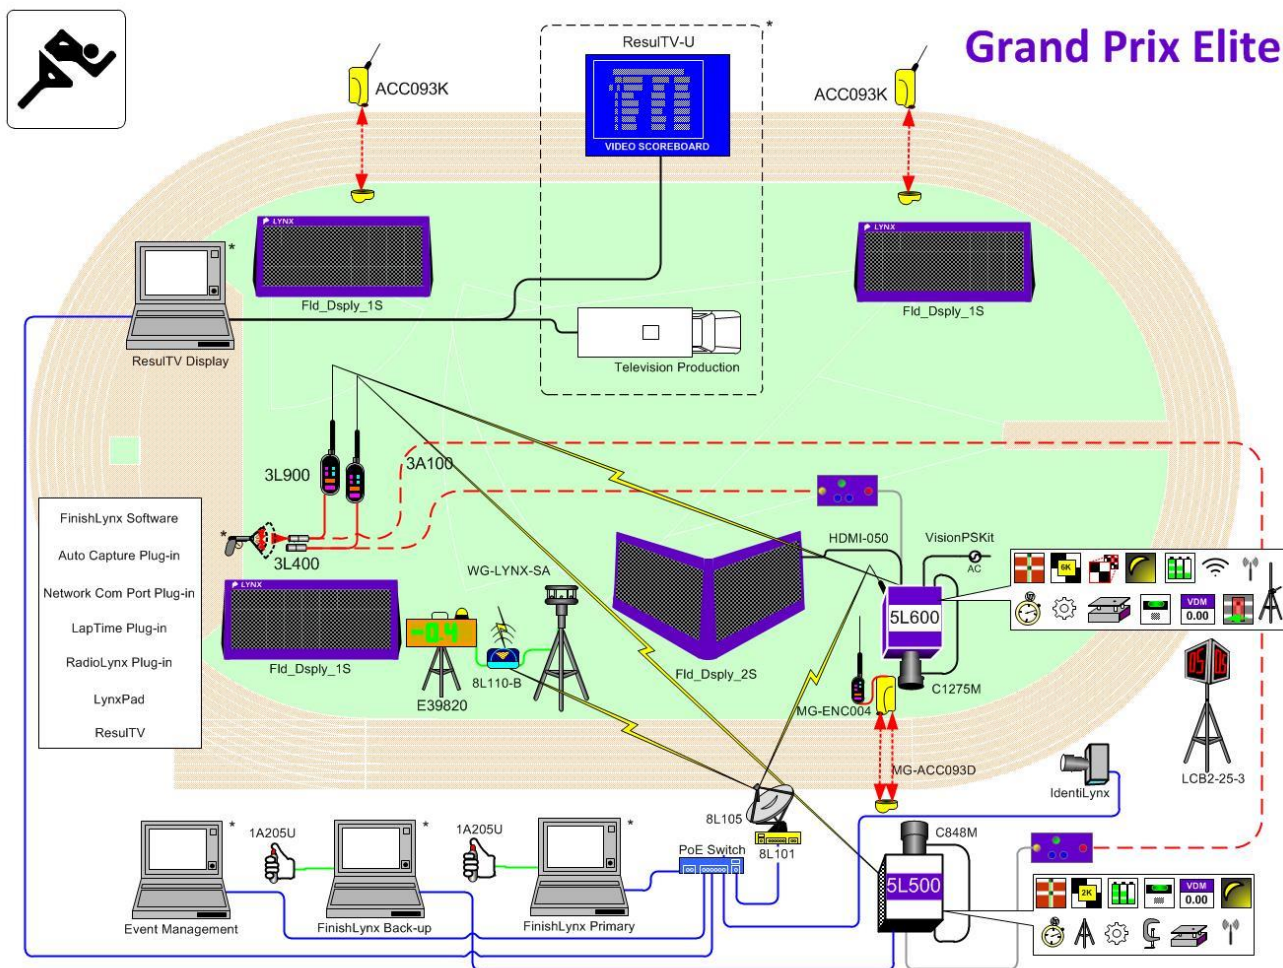 Grand Prix Elite
ResulTV-U
*
ACC093K
ACC093K
VIDEO SCOREBOARD
LYNX
LYNX
*
Fld_Dsply_1S
Fld_Dsply_1S
ResulTV Display
Television Production
3L900
3A100
FinishLynx Software
Auto Capture Plug-in
Network Com Port Plug-in
LapTime Plug-in
RadioLynx Plug-in
LynxPad
ResulTV
*
3L400
HDMI-050
VisionPSKit
AC
WG-LYNX-SA
LYNX
-0.4
5L600
6K
VDM
0.00
Fld_Dsply_1S
8L110-B
E39820
Fld_Dsply_2S
C1275M
MG-ENC004
MG-ACC093D
LCB2-25-3
IdentiLynx
8L105
8L101
PoE Switch
1A205U
1A205U
*
*
*
C848M
5L500
2K
VDM
0.00
Event Management
FinishLynx Back-up
FinishLynx Primary